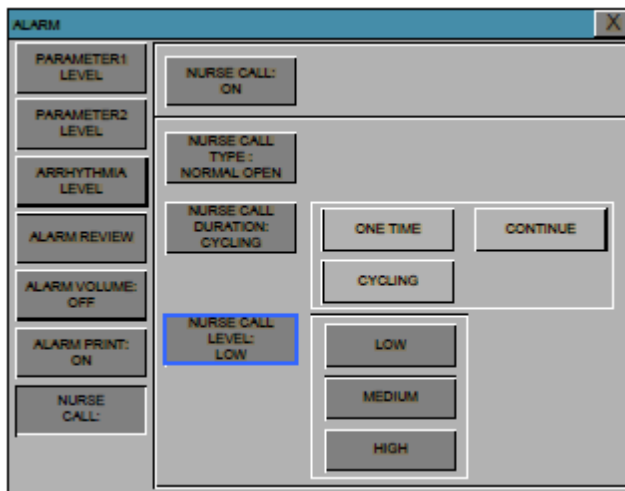 ALARM
X
PARAMETER1
LEVEL
PARAMETER2
LEVEL
ARRHYTHMIA
LEVEL
ALARM REVIEW
ALARM VOLUME:
OFF
ALARM PRINT:
ON
NURSE
CALL:
NURSE CALL:
ON
NURSE CALL
TYPE :
NORMAL OPEN
NURSE CALL
DURATION:
CYCLING
ONE TIME
CONTINUE
CYCLING
NURSE CALL
LEVEL:
LOW
LOW
MEDIUM
HIGH